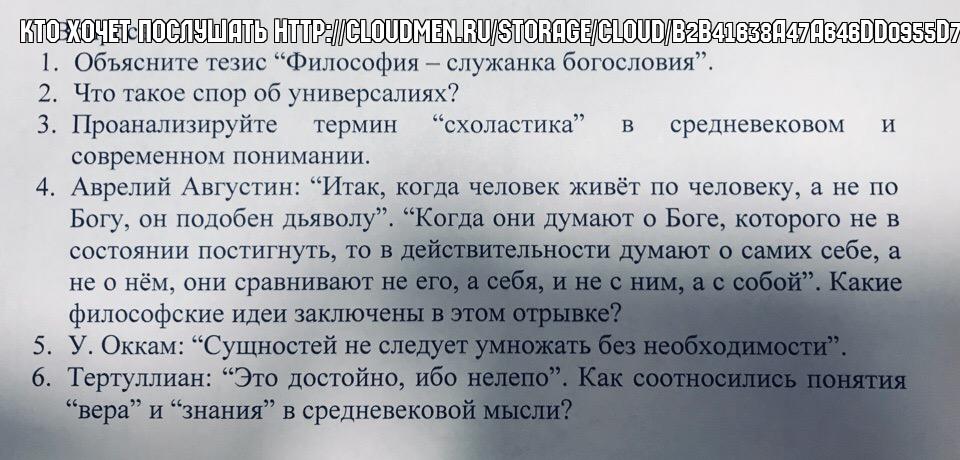 КТО ХОЧЕТ ПОСЛУШАТЬ HTTP://CLOUDMEN.RU/STORAGE/CLOUD/B2B41638A47A646DD0955D7
1. Объясните тезис “Философия – служанка богословия”.
2. Что такое спор об универсалиях?
3. Проанализируйте термин “схоластика” в средневековом и
современном понимании.
4. Аврелий Августин: “Итак, когда человек живёт по человеку, а не по
Богу, он подобен дьяволу”. “Когда они думают о Боге, которого не в
состоянии постигнуть, то в действительности думают о самих себе, а
не о нём, они сравнивают не его, а себя, и не с ним, а с собой”. Какие
философские идеи заключены в этом отрывке?
5. У. Оккам: “Сущностей не следует умножать без необходимости”.
6. Тертуллиан: “Это достойно, ибо нелепо”. Как соотносились понятия
“вера” и “знания” в средневековой мысли?